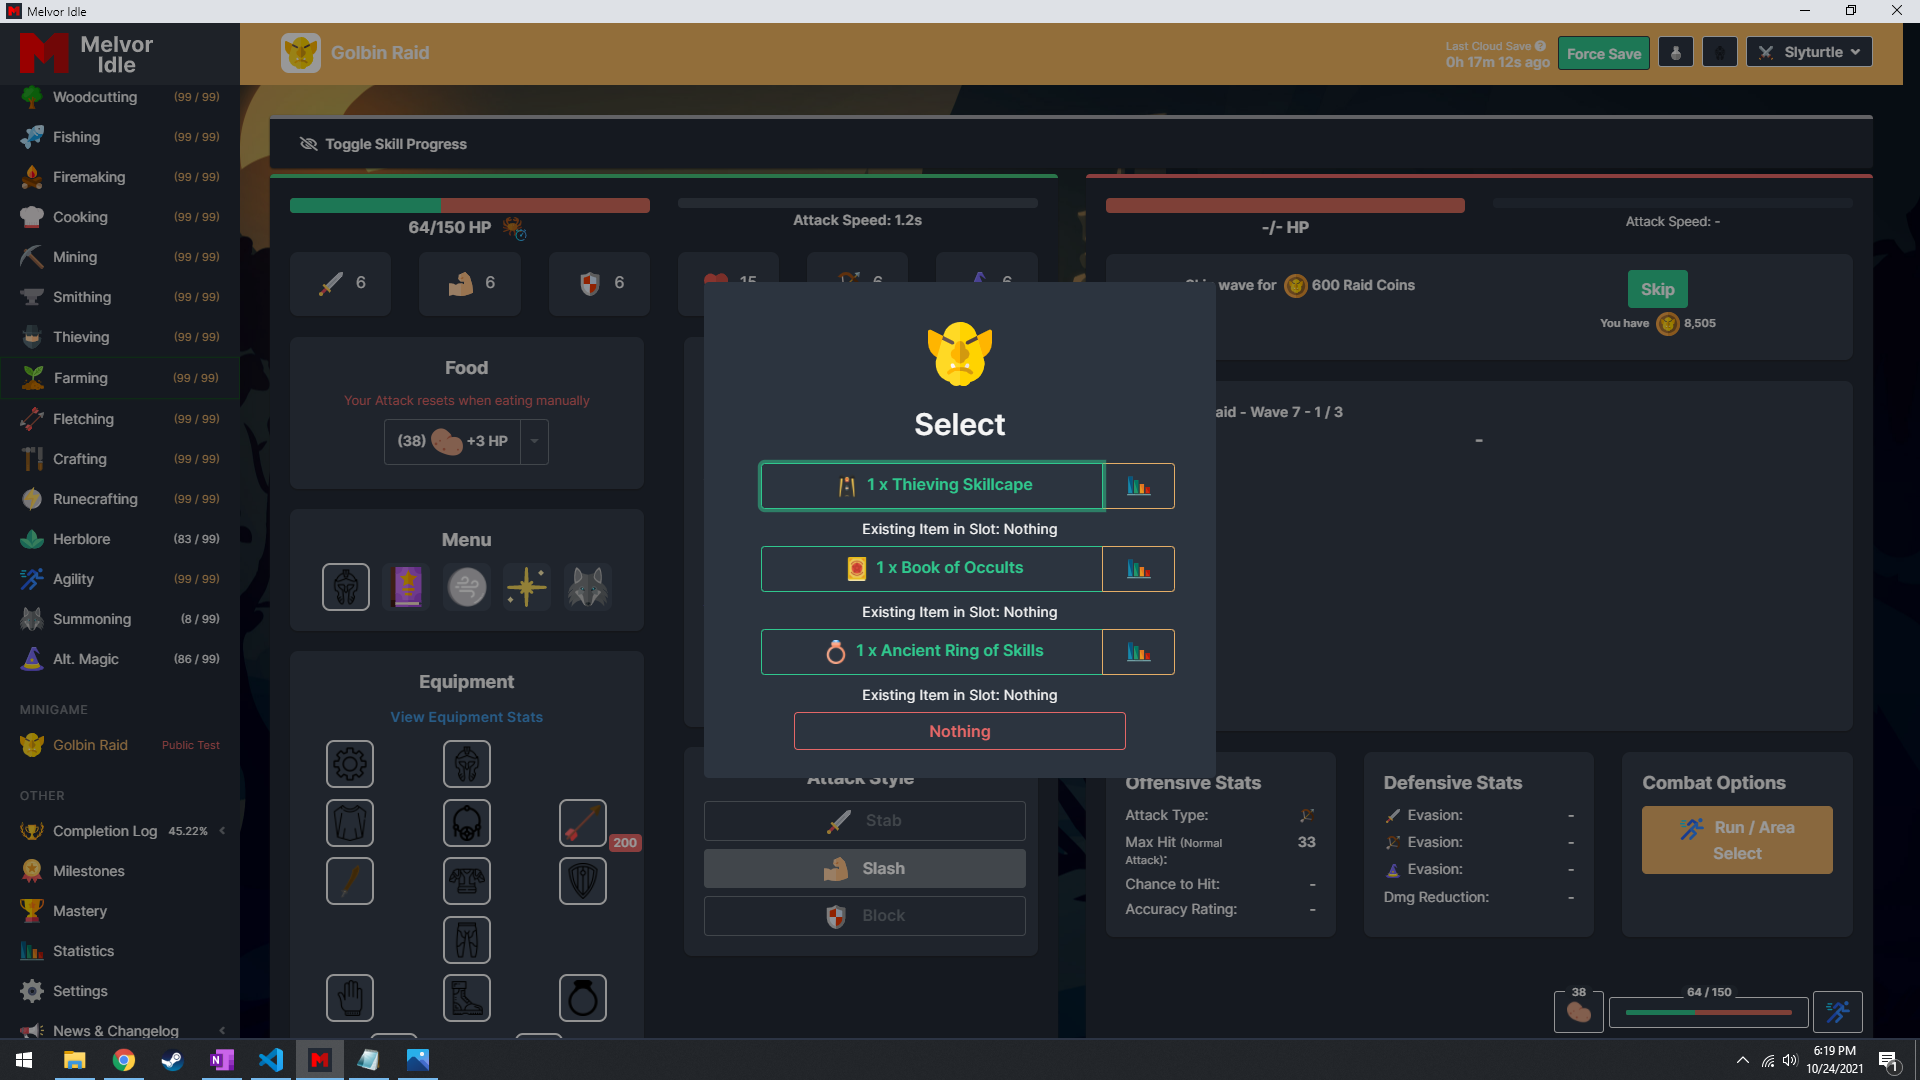 Melvor Idle
Melvor
Idle
Golbin Raid
Last Cloud Save
0h 17m 12s ago
Force Save
Slyturtle
Woodcutting (99 / 99)
Fishing (99 / 99)
Firemaking (99 / 99)
Cooking (99 / 99)
Mining (99 / 99)
Smithing (99 / 99)
Thieving (99 / 99)
Farming (99 / 99)
Fletching (99 / 99)
Crafting (99 / 99)
Runecrafting (99 / 99)
Herblore (83 / 99)
Agility (99 / 99)
Summoning (8 / 99)
Alt. Magic (86 / 99)
MINIGAME
Golbin Raid Public Test
OTHER
Completion Log 45.22%
Milestones
Mastery
Statistics
Settings
News & Changelog
Toggle Skill Progress
64/150 HP
Attack Speed: 1.2s
6 6 6 15 6 6
Food
Your Attack resets when eating manually
(38) +3 HP
Menu
Equipment
View Equipment Stats
200
Select
1 x Thieving Skillcape
Existing Item in Slot: Nothing
1 x Book of Occults
Existing Item in Slot: Nothing
1 x Ancient Ring of Skills
Existing Item in Slot: Nothing
Nothing
Attack Style
Stab
Slash
Block
-/- HP
Attack Speed: -
wave for 600 Raid Coins
Skip
You have 8,505
aid - Wave 7 - 1 / 3
-
Offensive Stats
Attack Type:
Max Hit (Normal Attack): 33
Chance to Hit: -
Accuracy Rating: -
Defensive Stats
Evasion: -
Evasion: -
Evasion: -
Dmg Reduction: -
Combat Options
Run / Area
Select
38
64 / 150
6:19 PM
10/24/2021
1